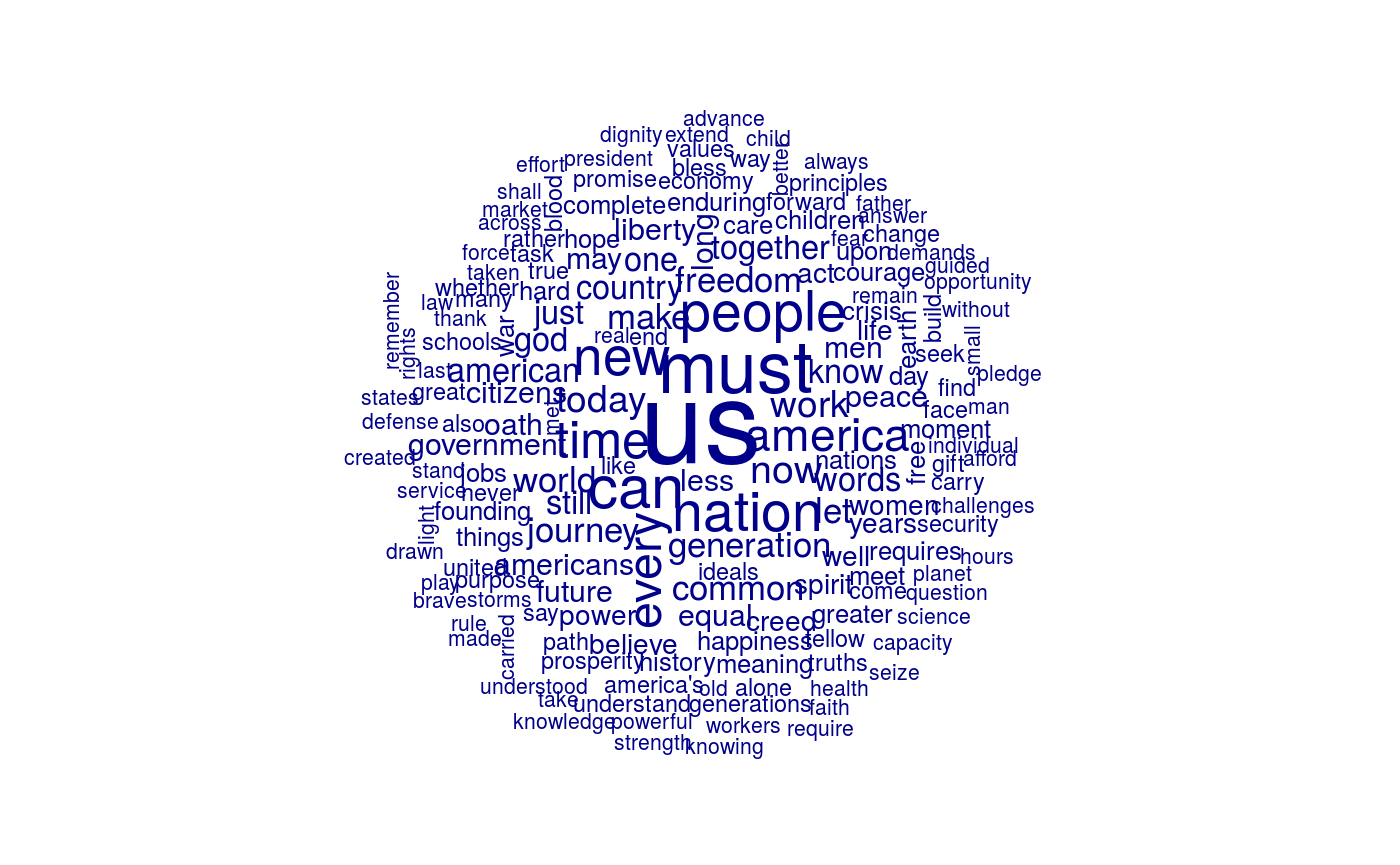 advance
dignity extend child
values
effort president bless way better always
promise economy principles
shall blood complete enduring forward father
market
across liberty long care children answer
rather hope together fear change
force task may one upon demands
taken true freedom act courage guided
whether hard country opportunity
remember law many people remain
thank just make crisis build without
rights schools war god real end life earth small
new must men seek
last american know day pledge
states great citizens today work peace find
defense also oath met us face man
government time america moment individual
created stand jobs like now nations free gift afford
service never world can less words carry
light founding still nation let women challenges
things journey every years security
drawn generation well requires hours
united americans ideals
play purpose future common spirit meet planet
brave storms come question
rule say power equal creed greater science
made carried path believe happiness fellow capacity
prosperity history meaning truths seize
understood america's old alone health
take understand generations faith
knowledge powerful workers require
strength knowing